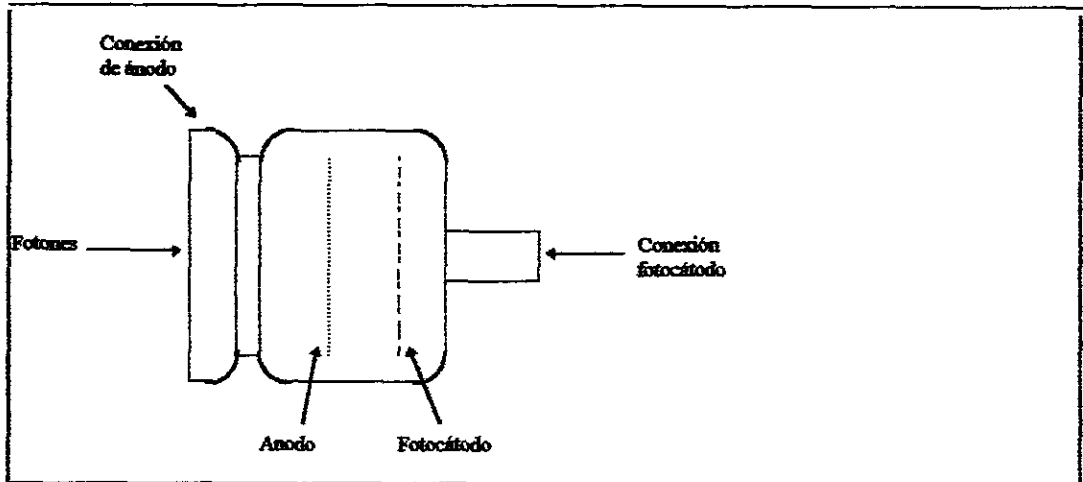 Conexión
de ánodo
Fotones
Conexión
fotocátodo
Anodo
Fotocátodo